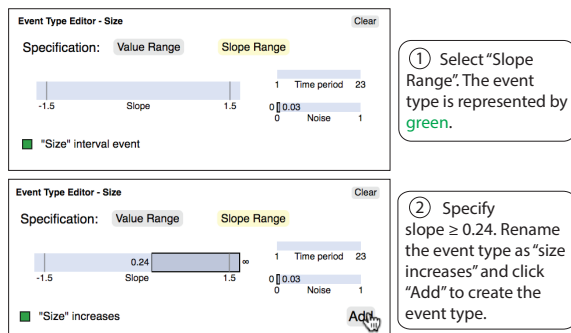 Event Type Editor - Size Clear
Specification: Value Range Slope Range
1 Time period 23
-1.5 Slope 1.5
0 0.03
0 Noise 1
"Size" interval event
① Select “Slope
Range”. The event
type is represented by
green.
Event Type Editor - Size Clear
Specification: Value Range Slope Range
0.24 ∞
1 Time period 23
-1.5 Slope 1.5
0 0.03
0 Noise 1
"Size" increases Add
② Specify
slope ≥ 0.24. Rename
the event type as “size
increases” and click
“Add” to create the
event type.